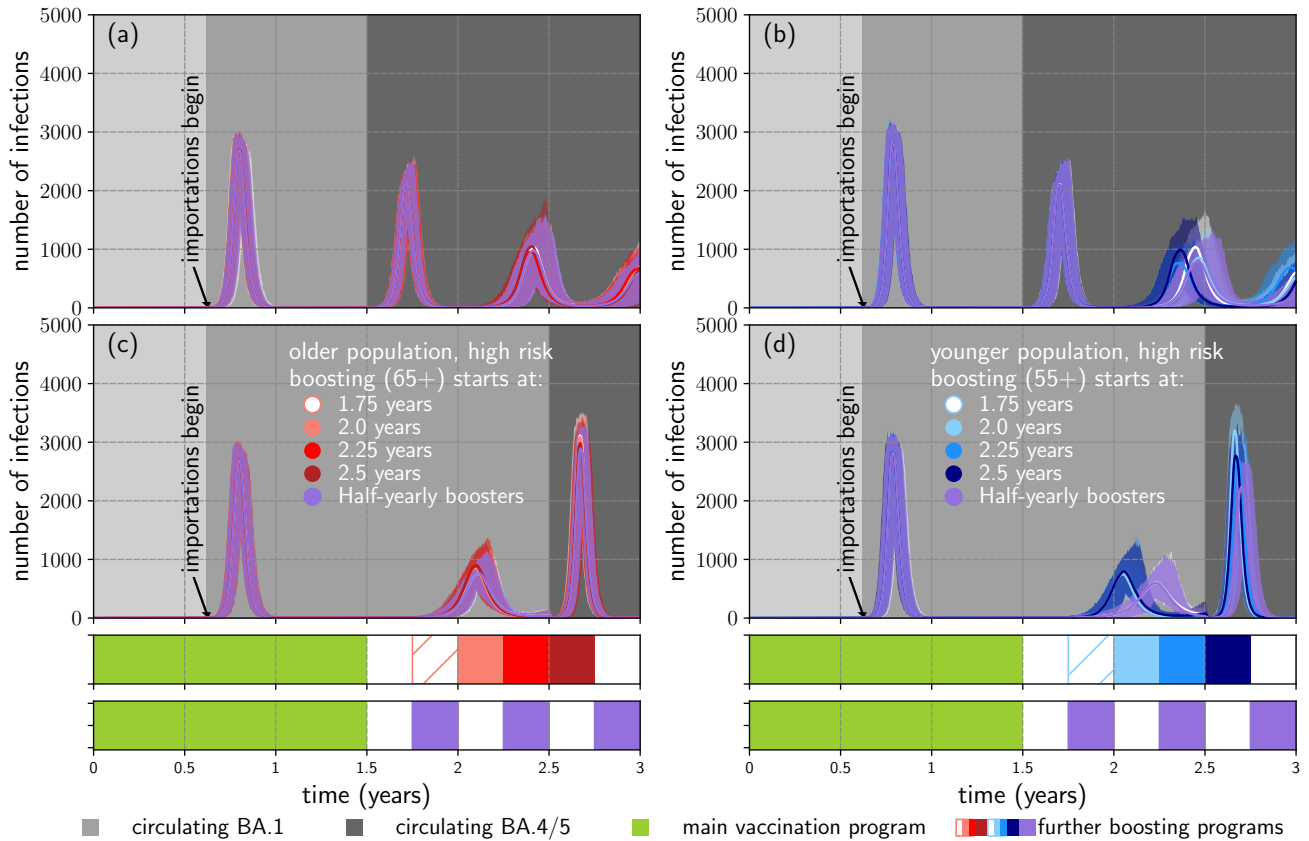 5000
4000
3000
2000
1000
0
number of infections
(a)
importations begin
5000
4000
3000
2000
1000
0
number of infections
(b)
importations begin
5000
4000
3000
2000
1000
0
number of infections
(c)
importations begin
older population, high risk
boosting (65+) starts at:
1.75 years
2.0 years
2.25 years
2.5 years
Half-yearly boosters
5000
4000
3000
2000
1000
0
number of infections
(d)
importations begin
younger population, high risk
boosting (55+) starts at:
1.75 years
2.0 years
2.25 years
2.5 years
Half-yearly boosters
0 0.5 1 1.5 2 2.5 3
time (years)
0 0.5 1 1.5 2 2.5 3
time (years)
circulating BA.1 circulating BA.4/5 main vaccination program further boosting programs